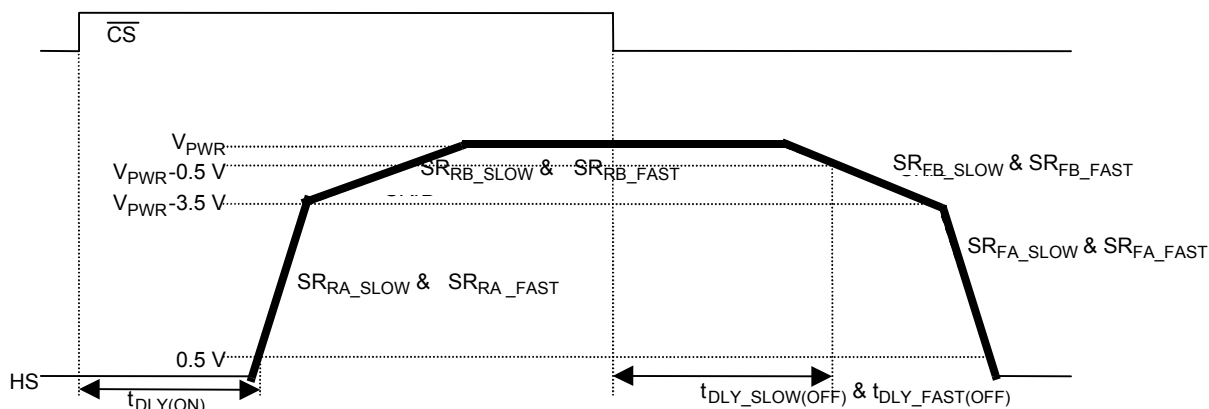 CS
VPWR
VPWR-0.5 V
SRRB_SLOW & SRRB_FAST
SRFB_SLOW & SRFB_FAST
VPWR-3.5 V
SRFA_SLOW & SRFA_FAST
SRRA_SLOW & SRRA _FAST
0.5 V
HS
tDLY(ON)
tDLY_SLOW(OFF) & tDLY_FAST(OFF)